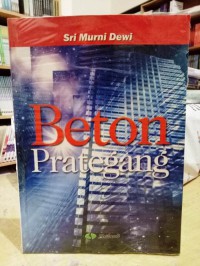 Sri Murni Dewi
Beton
Prategang